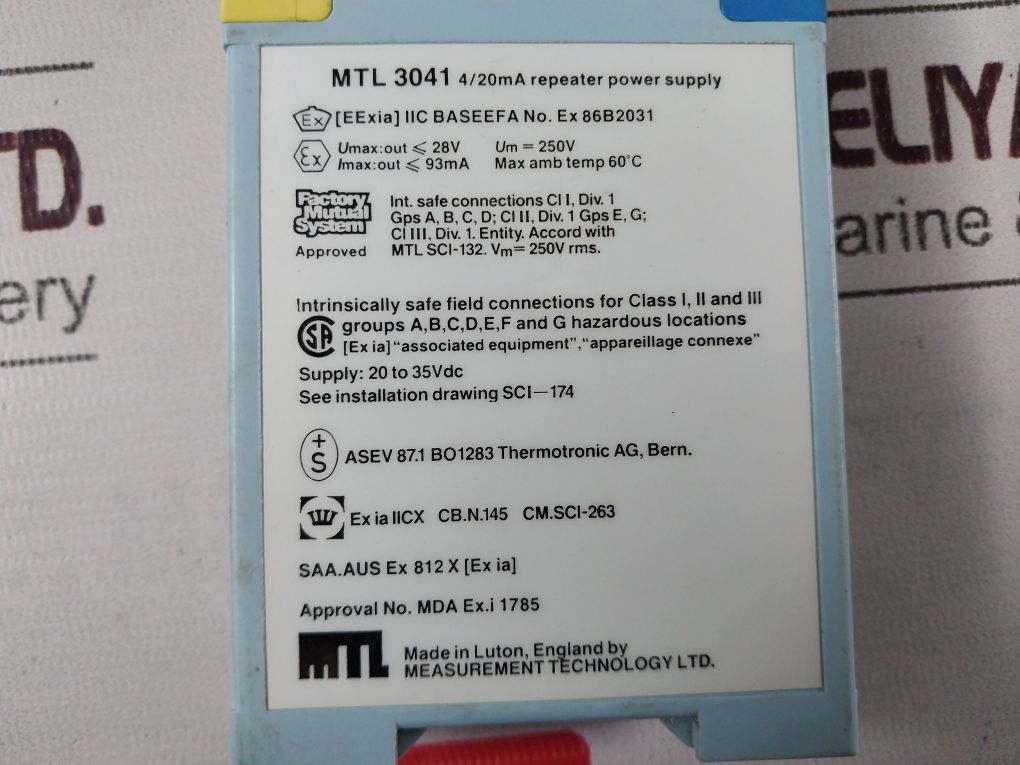 MTL 3041 4/20mA repeater power supply
Ex [EExia] IIC BASEEFA No. Ex 86B2031
Ex Umax:out ≤ 28V Um = 250V
Imax:out ≤ 93mA Max amb temp 60°C
Factory Mutual System Approved
Int. safe connections Cl I, Div. 1
Gps A, B, C, D; Cl II, Div. 1 Gps E, G;
Cl III, Div. 1. Entity. Accord with
MTL SCI-132. Vm = 250V rms.
Intrinsically safe field connections for Class I, II and III
SA groups A,B,C,D,E,F and G hazardous locations
[Ex ia] "associated equipment", "appareillage connexe"
Supply: 20 to 35Vdc
See installation drawing SCI-174
+S ASEV 87.1 BO1283 Thermotronic AG, Bern.
Ex ia IICX CB.N.145 CM.SCI-263
SAA.AUS Ex 812 X [Ex ia]
Approval No. MDA Ex.i 1785
MTL Made in Luton, England by
MEASUREMENT TECHNOLOGY LTD.
TD.
ery
ELIYA
arine &